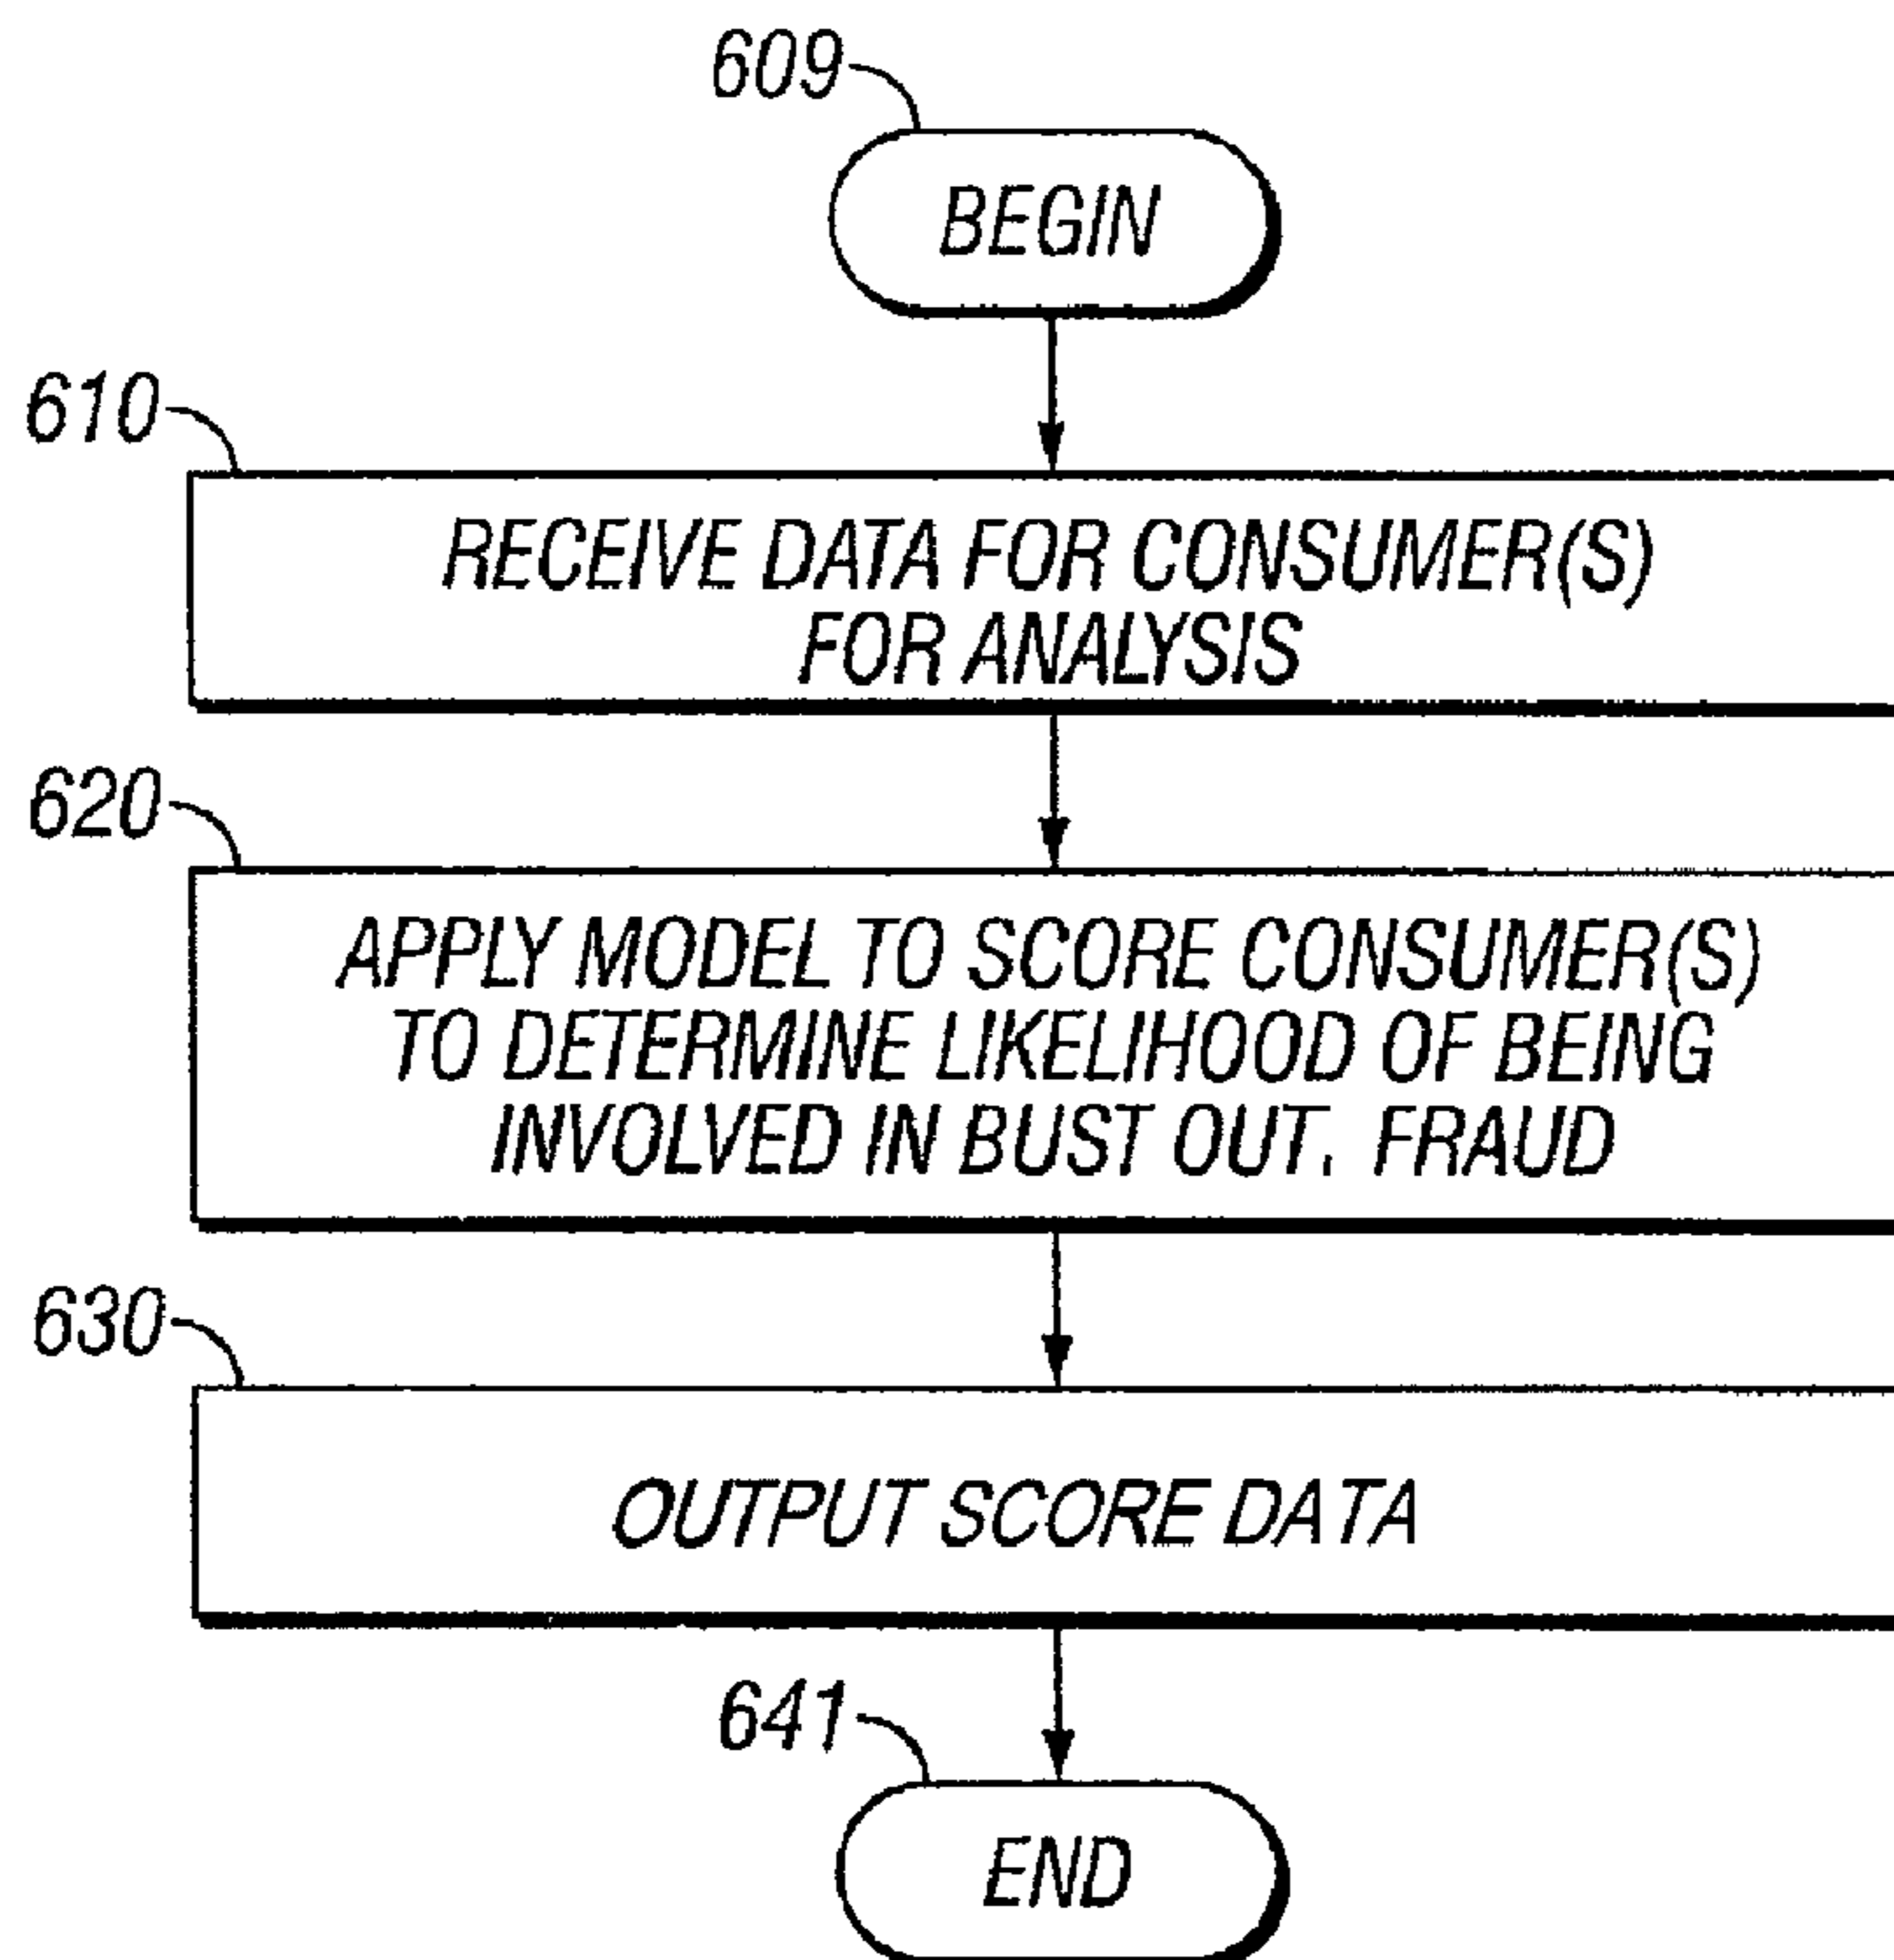 609
BEGIN
610
RECEIVE DATA FOR CONSUMER(S)
FOR ANALYSIS
620
APPLY MODEL TO SCORE CONSUMER(S)
TO DETERMINE LIKELIHOOD OF BEING
INVOLVED IN BUST OUT. FRAUD
630
OUTPUT SCORE DATA
641
END